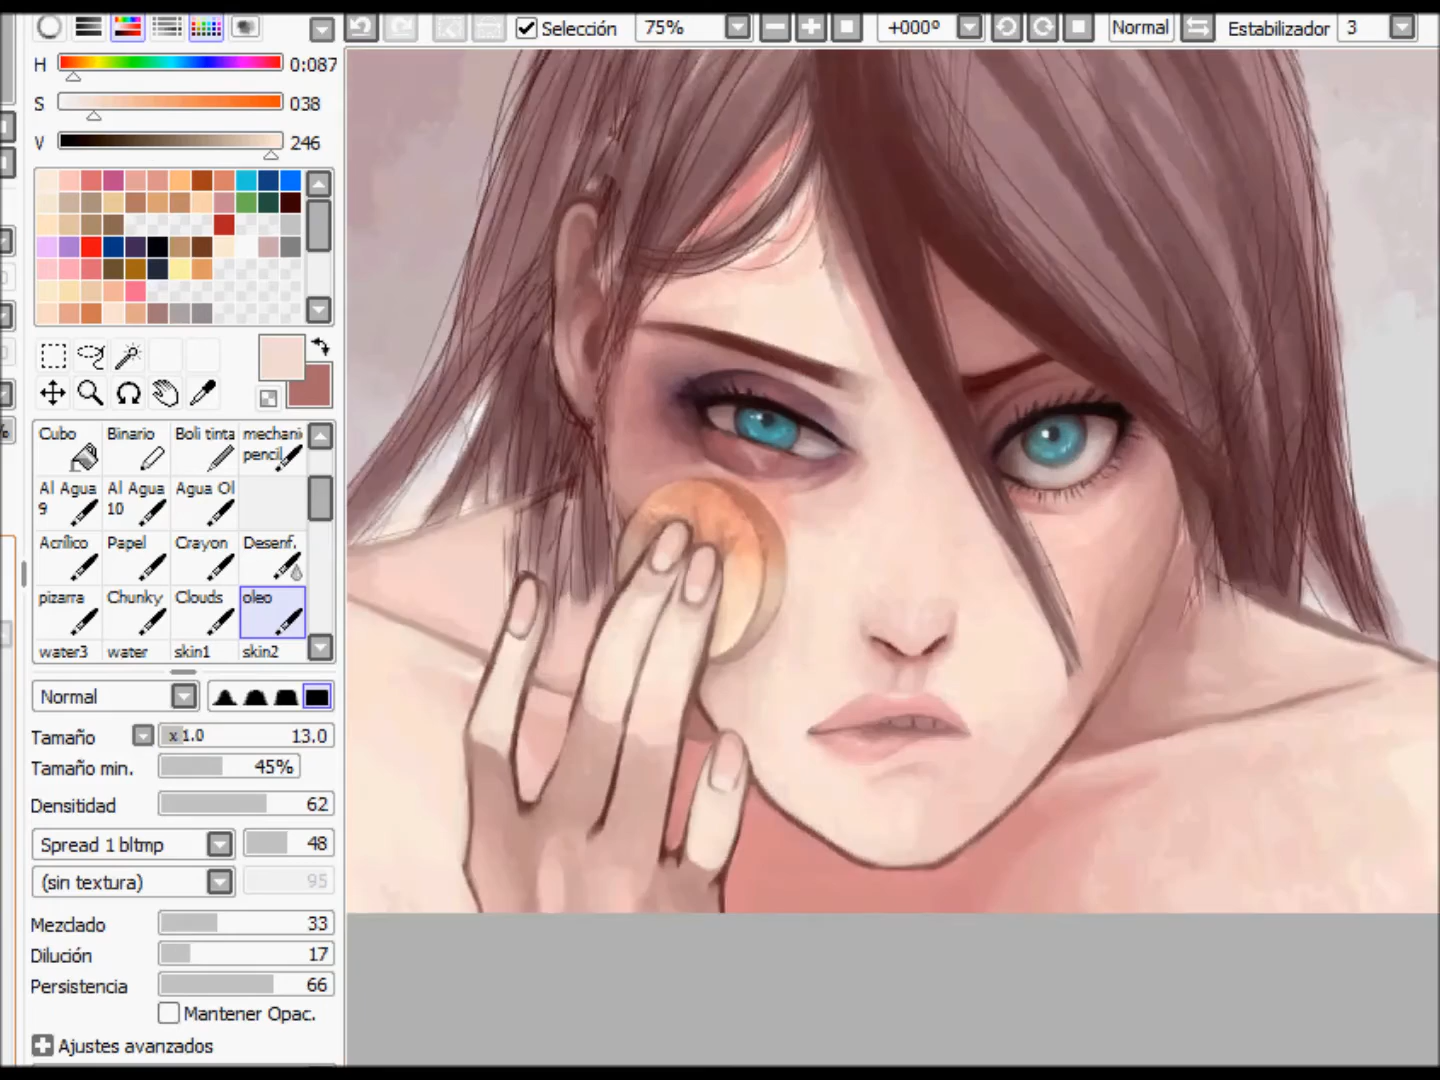 Selección 75% +000º Normal Estabilizador 3
H 0:087
S 038
V 246
Cubo Binario Boli tinta mechani pencil
Al Agua 9 Al Agua 10 Agua Ol
Acrílico Papel Crayon Desenf.
pizarra Chunky Clouds oleo
water3 water skin1 skin2
Normal
Tamaño x1.0 13.0
Tamaño min. 45%
Densitidad 62
Spread 1 bltmp 48
(sin textura) 95
Mezclado 33
Dilución 17
Persistencia 66
Mantener Opac.
Ajustes avanzados